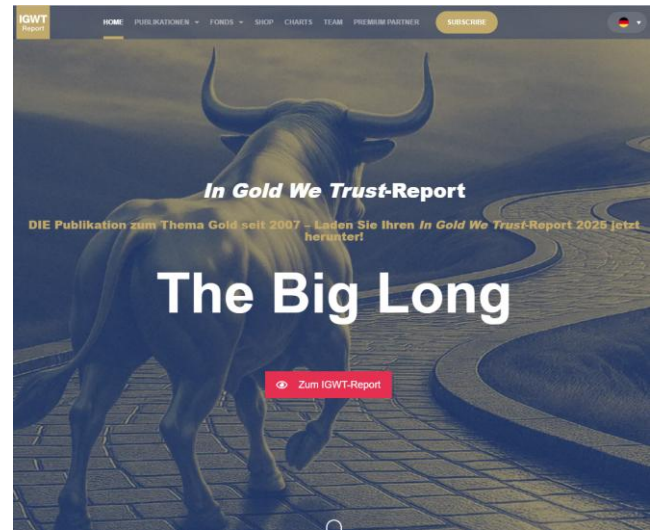 IGWT
Report
HOME PUBLIKATIONEN FONDS SHOP CHARTS TEAM PREMIUM PARTNER SUBSCRIBE
In Gold We Trust-Report
DIE Publikation zum Thema Gold seit 2007 – Laden Sie Ihren In Gold We Trust-Report 2025 jetzt
herunter!
The Big Long
Zum IGWT-Report